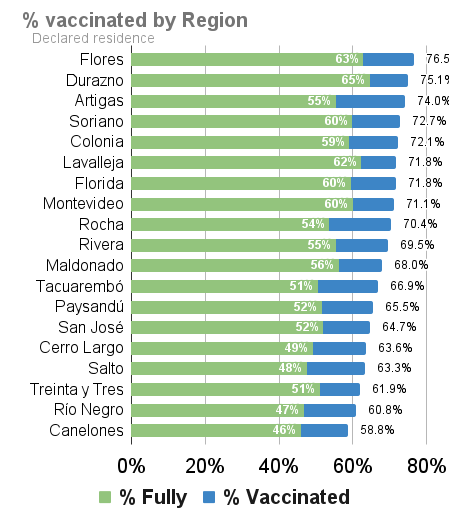 % vaccinated by Region
Declared residence
Flores 63% 76.5
Durazno 65% 75.1%
Artigas 55% 74.0%
Soriano 60% 72.7%
Colonia 59% 72.1%
Lavalleja 62% 71.8%
Florida 60% 71.8%
Montevideo 60% 71.1%
Rocha 54% 70.4%
Rivera 55% 69.5%
Maldonado 56% 68.0%
Tacuarembó 51% 66.9%
Paysandú 52% 65.5%
San José 52% 64.7%
Cerro Largo 49% 63.6%
Salto 48% 63.3%
Treinta y Tres 51% 61.9%
Río Negro 47% 60.8%
Canelones 46% 58.8%
0% 20% 40% 60% 80%
% Fully % Vaccinated